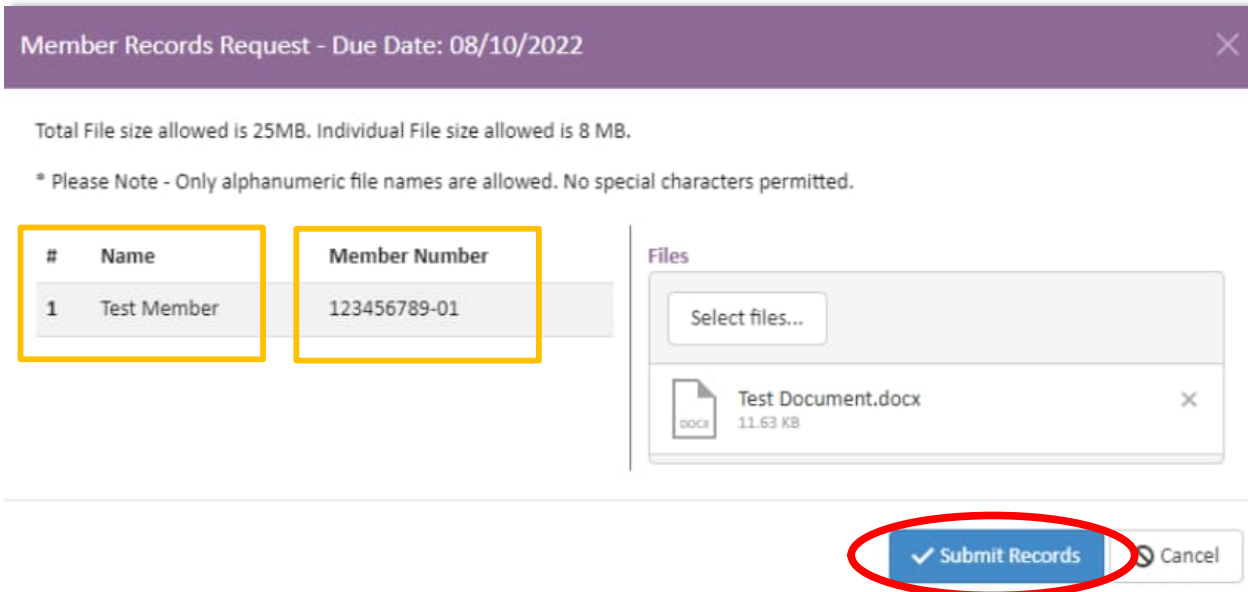 Member Records Request - Due Date: 08/10/2022
Total File size allowed is 25MB. Individual File size allowed is 8 MB.
* Please Note - Only alphanumeric file names are allowed. No special characters permitted.
# Name Member Number
1 Test Member 123456789-01
Files
Select files...
DOCX
Test Document.docx
11.63 KB
Submit Records
Cancel